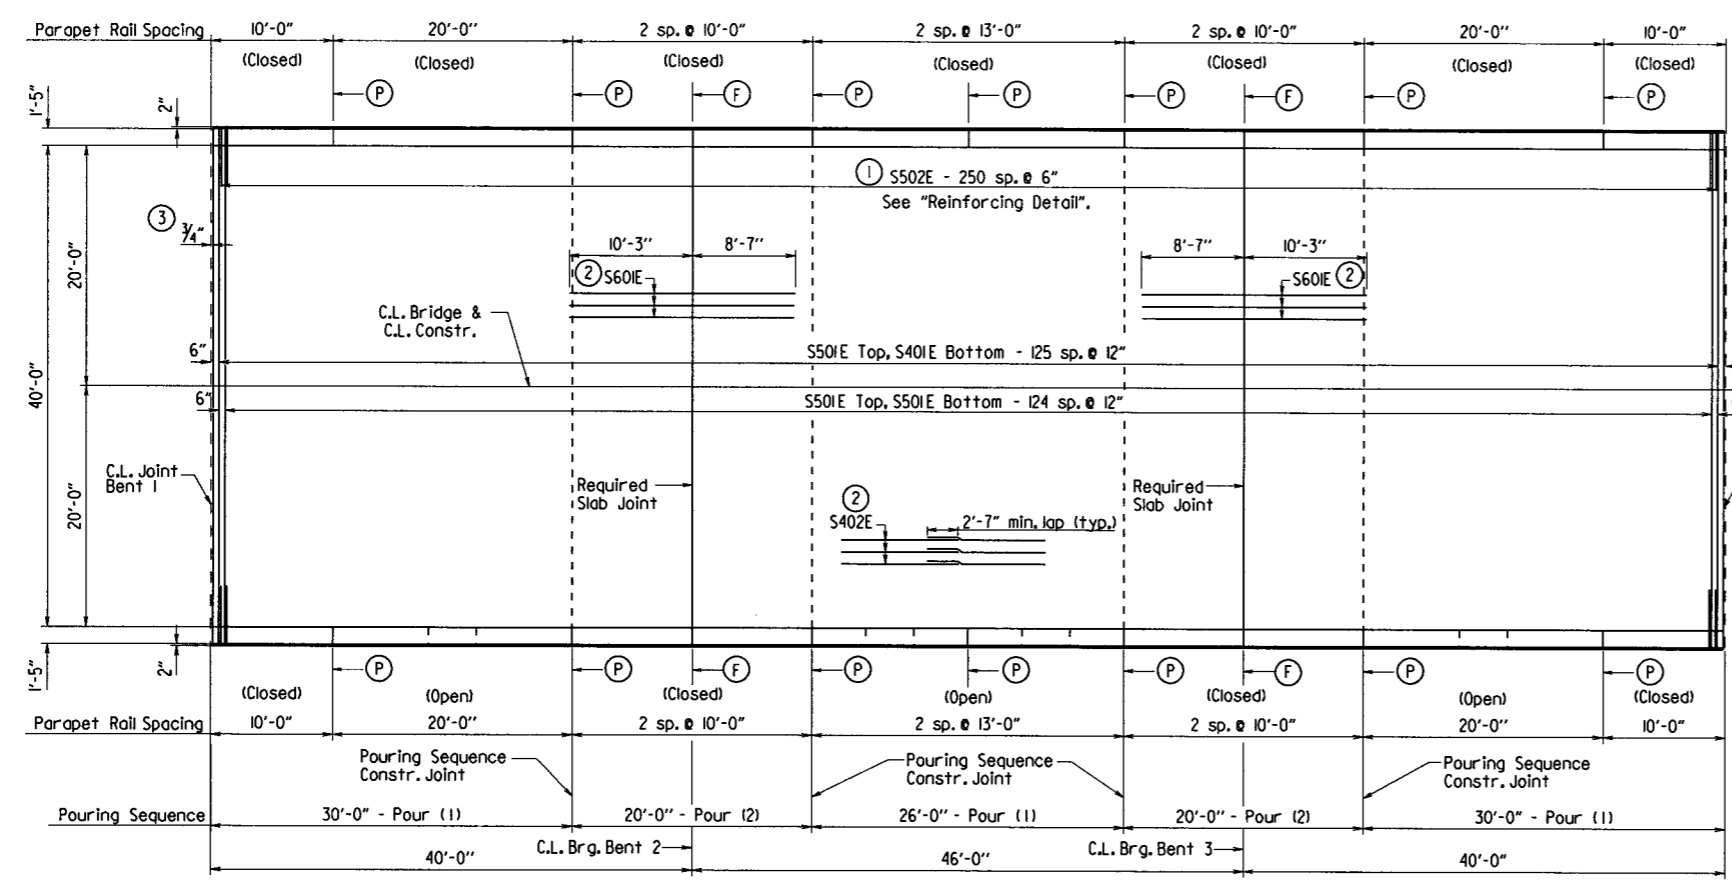 Parapet Rail Spacing 10'-0" 20'-0" 2 sp. @ 10'-0" 2 sp. @ 13'-0" 2 sp. @ 10'-0" 20'-0" 10'-0"
(Closed) (Closed) (Closed) (Closed) (Closed) (Closed) (Closed)
P P F P P P F P P
1'-5" 2"
1 S502E - 250 sp. @ 6"
See "Reinforcing Detail".
3 3/4"
20'-0"
10'-3" 8'-7" 8'-7" 10'-3"
2 S601E S601E 2
C.L. Bridge &
C.L. Constr.
6" S501E Top, S401E Bottom - 125 sp. @ 12"
40'-0"
6" S501E Top, S501E Bottom - 124 sp. @ 12"
C.L. Joint
Bent 1
20'-0"
Required
Slab Joint
Required
Slab Joint
2
S402E 2'-7" min. lap (typ.)
1'-5" 2"
P P F P P P F P P
(Closed) (Open) (Closed) (Open) (Closed) (Open) (Closed)
Parapet Rail Spacing 10'-0" 20'-0" 2 sp. @ 10'-0" 2 sp. @ 13'-0" 2 sp. @ 10'-0" 20'-0" 10'-0"
Pouring Sequence
Constr. Joint
Pouring Sequence
Constr. Joint
Pouring Sequence
Constr. Joint
Pouring Sequence 30'-0" - Pour (1) 20'-0" - Pour (2) 26'-0" - Pour (1) 20'-0" - Pour (2) 30'-0" - Pour (1)
C.L. Brg. Bent 2 C.L. Brg. Bent 3
40'-0" 46'-0" 40'-0"